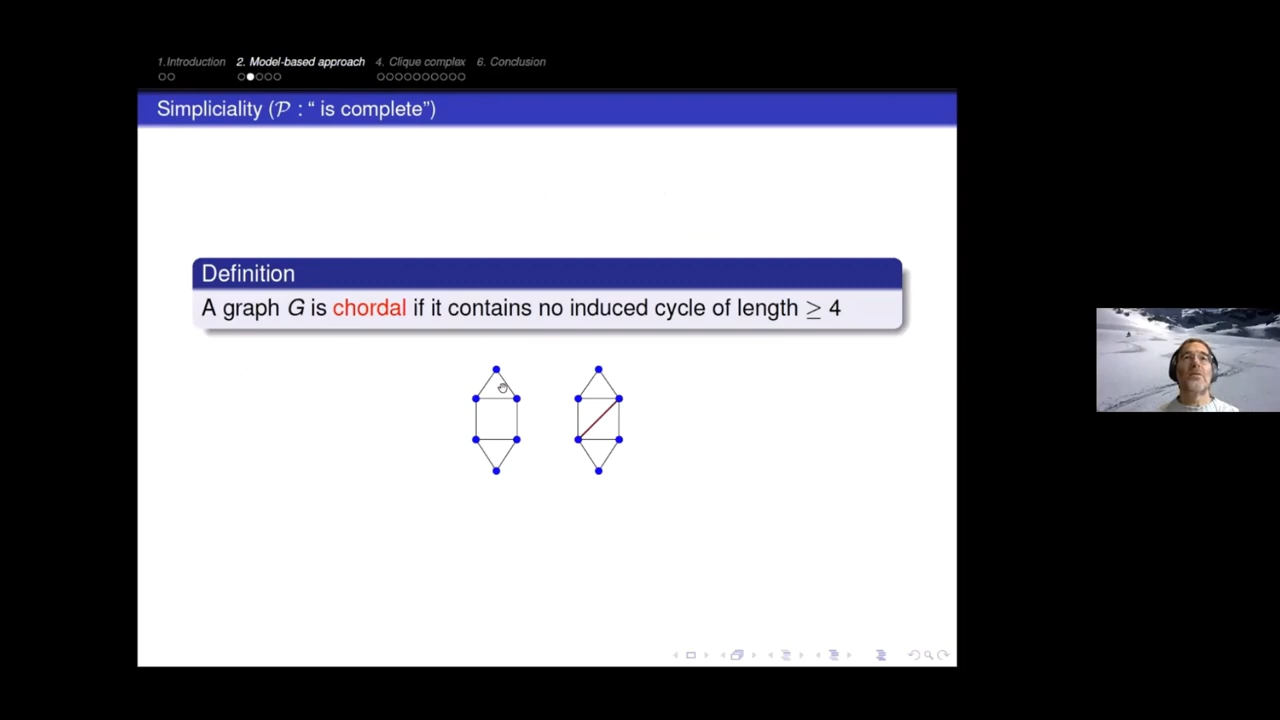 1.Introduction 2. Model-based approach 4. Clique complex 6. Conclusion
Simpliciality (𝒫 : “ is complete”)
Definition
A graph G is chordal if it contains no induced cycle of length ≥ 4